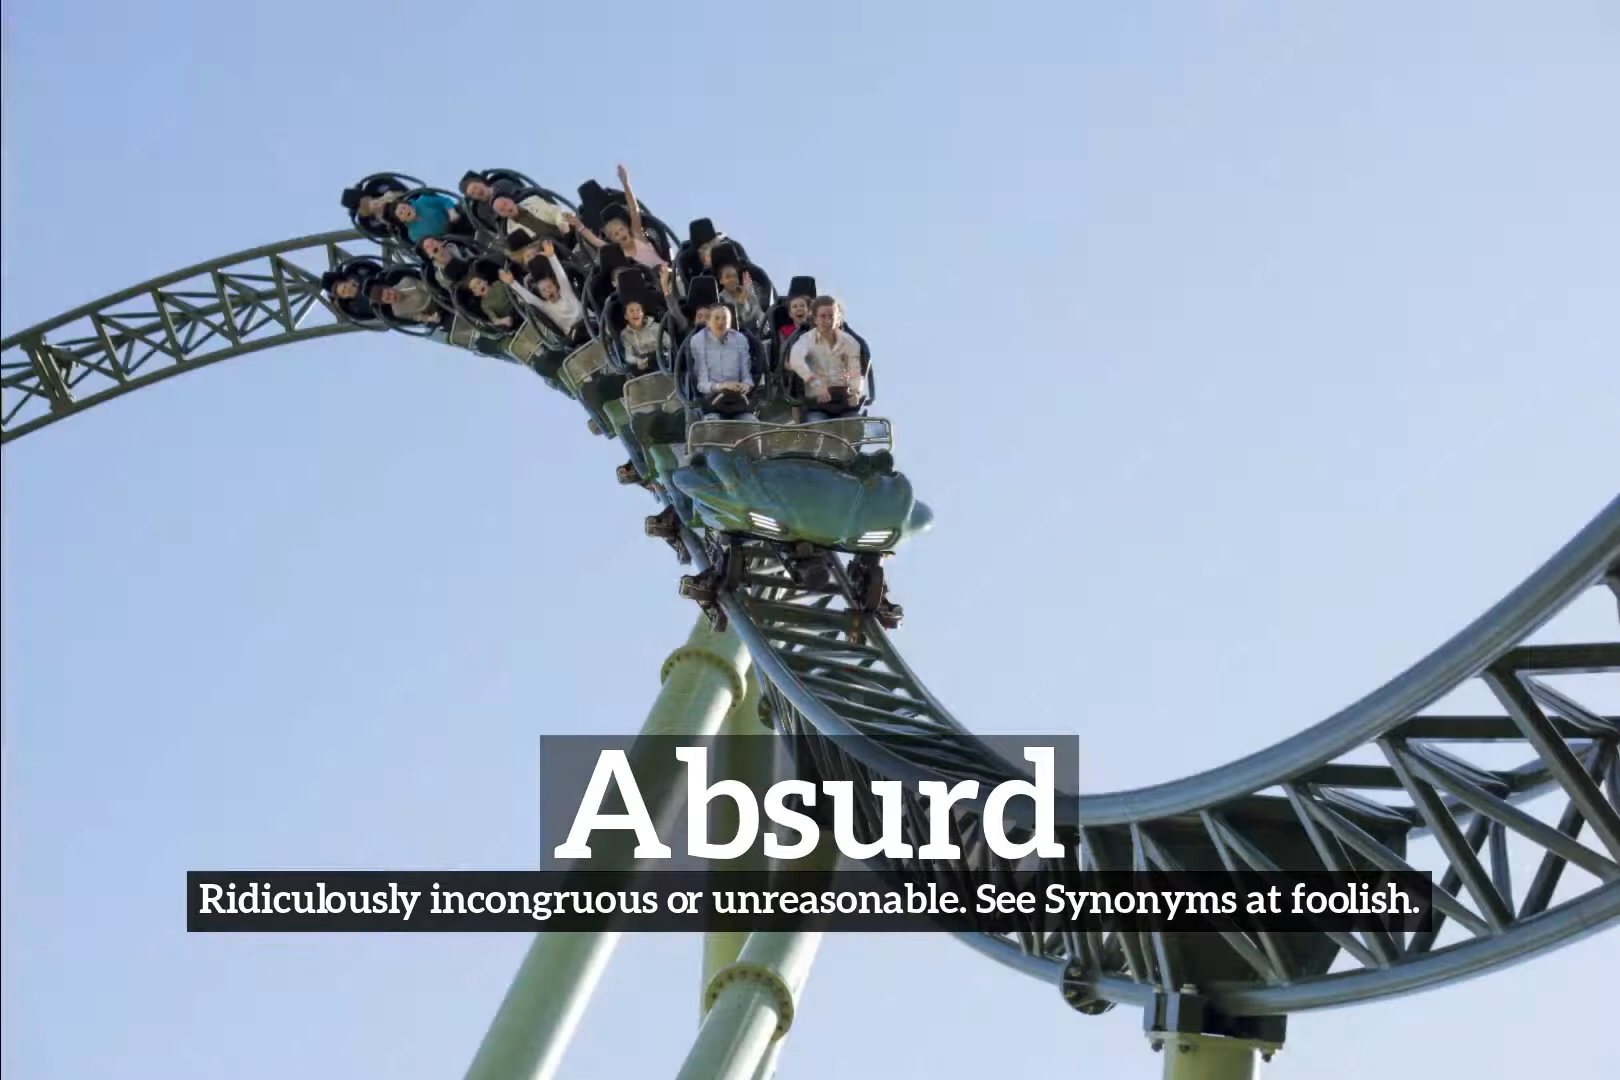 Absurd
Ridiculously incongruous or unreasonable. See Synonyms at foolish.